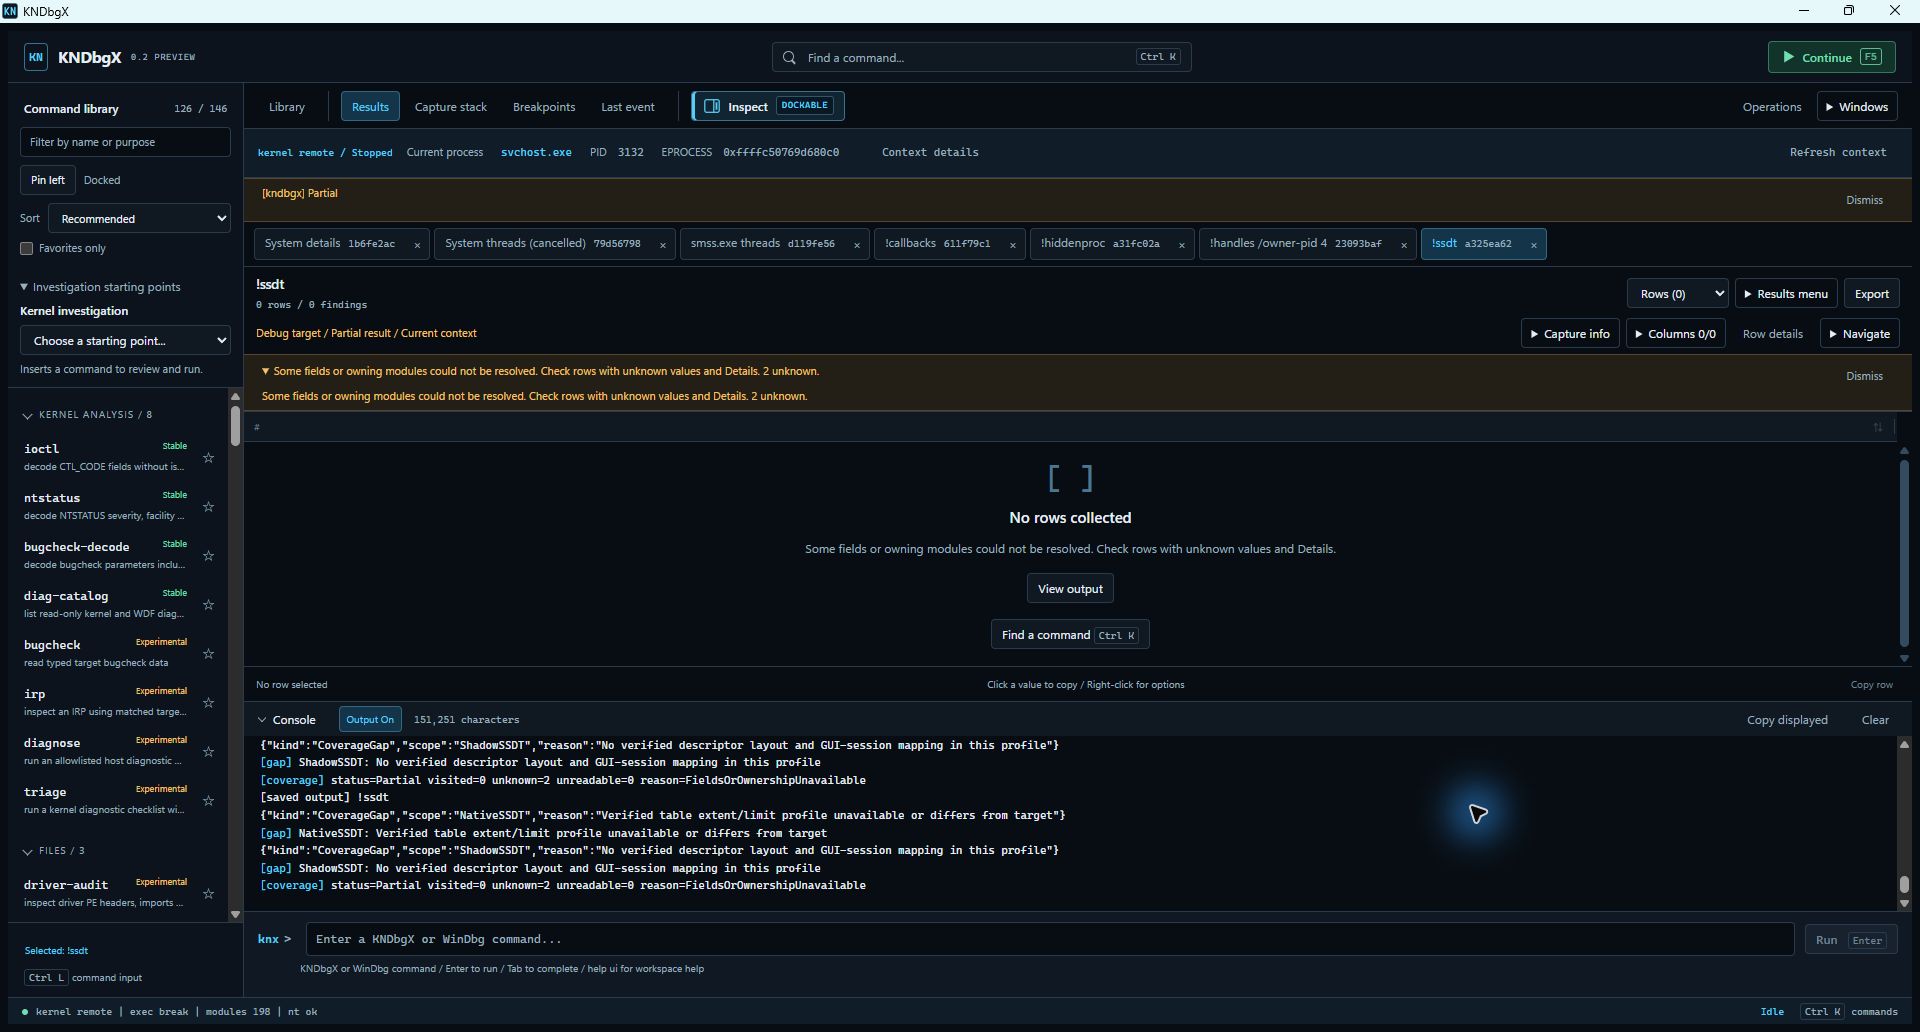 KN KNDbgX
KN KNDbgX 0.2 PREVIEW
Find a command... Ctrl K
Continue F5
Command library 126 / 146
Filter by name or purpose
Pin left Docked
Sort Recommended
Favorites only
Investigation starting points
Kernel investigation
Choose a starting point...
Inserts a command to review and run.
KERNEL ANALYSIS / 8
ioctl Stable
decode CTL_CODE fields without is...
ntstatus Stable
decode NTSTATUS severity, facility ...
bugcheck-decode Stable
decode bugcheck parameters inclu...
diag-catalog Stable
list read-only kernel and WDF diag...
bugcheck Experimental
read typed target bugcheck data
irp Experimental
inspect an IRP using matched targe...
diagnose Experimental
run an allowlisted host diagnostic ...
triage Experimental
run a kernel diagnostic checklist wi...
FILES / 3
driver-audit Experimental
inspect driver PE headers, imports ...
Selected: !ssdt
Ctrl L command input
Library Results Call stack Capture stack Breakpoints Last event Inspect DOCKABLE Operations Windows
kernel remote / Stopped Current process svchost.exe PID 3132 EPROCESS 0xffffc50769d680c0 Context details Refresh context
[kndbgx] Partial
Dismiss
System details 1b6fe2ac × System threads (cancelled) 79d56798 × smss.exe threads d119fe56 × !callbacks 611f79c1 × !hiddenproc a31fc02a × !handles /owner-pid 4 23093baf × !ssdt a325ea62 ×
!ssdt
0 rows / 0 findings
Rows (0) Results menu Export
Debug target / Partial result / Current context
Capture info Columns 0/0 Row details Navigate
Some fields or owning modules could not be resolved. Check rows with unknown values and Details. 2 unknown.
Dismiss
Some fields or owning modules could not be resolved. Check rows with unknown values and Details. 2 unknown.
#
[ ]
No rows collected
Some fields or owning modules could not be resolved. Check rows with unknown values and Details.
View output
Find a command Ctrl K
No row selected Click a value to copy / Right-click for options Copy row
Console Output On 151,251 characters Copy displayed Clear
{"kind":"CoverageGap","scope":"ShadowSSDT","reason":"No verified descriptor layout and GUI-session mapping in this profile"}
[gap] ShadowSSDT: No verified descriptor layout and GUI-session mapping in this profile
[coverage] status=Partial visited=0 unknown=2 unreadable=0 reason=FieldsOrOwnershipUnavailable
[saved output] !ssdt
{"kind":"CoverageGap","scope":"NativeSSDT","reason":"Verified table extent/limit profile unavailable or differs from target"}
[gap] NativeSSDT: Verified table extent/limit profile unavailable or differs from target
{"kind":"CoverageGap","scope":"ShadowSSDT","reason":"No verified descriptor layout and GUI-session mapping in this profile"}
[gap] ShadowSSDT: No verified descriptor layout and GUI-session mapping in this profile
[coverage] status=Partial visited=0 unknown=2 unreadable=0 reason=FieldsOrOwnershipUnavailable
knx > Enter a KNDbgX or WinDbg command... Run Enter
KNDbgX or WinDbg command / Enter to run / Tab to complete / help ui for workspace help
kernel remote | exec break | modules 198 | nt ok Idle Ctrl K commands